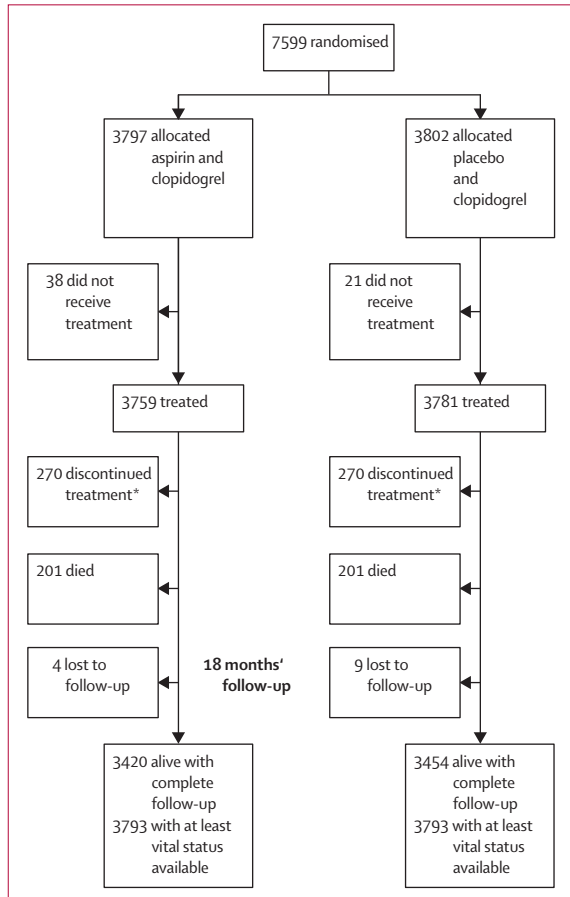 7599 randomised
3797 allocated
aspirin and
clopidogrel
3802 allocated
placebo
and
clopidogrel
38 did not
receive
treatment
21 did not
receive
treatment
3759 treated
3781 treated
270 discontinued
treatment*
270 discontinued
treatment*
201 died
201 died
4 lost to
follow-up
18 months‘
follow-up
9 lost to
follow-up
3420 alive with
complete
follow-up
3793 with at least
vital status
available
3454 alive with
complete
follow-up
3793 with at least
vital status
available